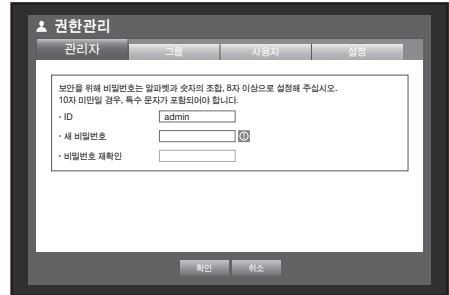 권한관리
관리자 그룹 사용자 설정
보안을 위해 비밀번호는 알파벳과 숫자의 조합, 8자 이상으로 설정해 주십시오.
10자 미만일 경우, 특수 문자가 포함되어야 합니다.
· ID admin
· 새 비밀번호
· 비밀번호 재확인
확인 취소